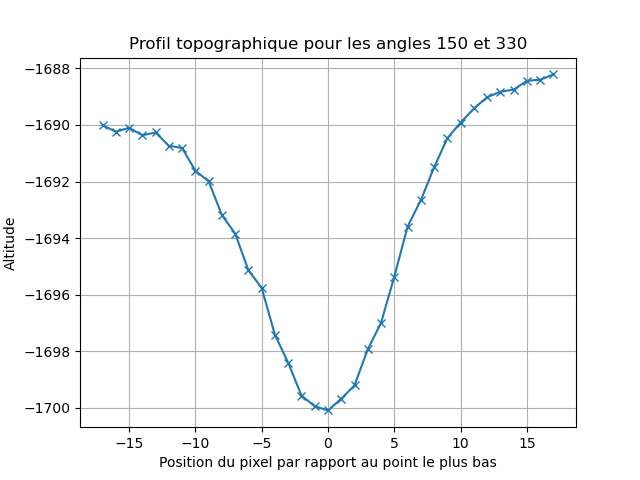 Profil topographique pour les angles 150 et 330
Altitude
−1688
−1690
−1692
−1694
−1696
−1698
−1700
−15 −10 −5 0 5 10 15
Position du pixel par rapport au point le plus bas